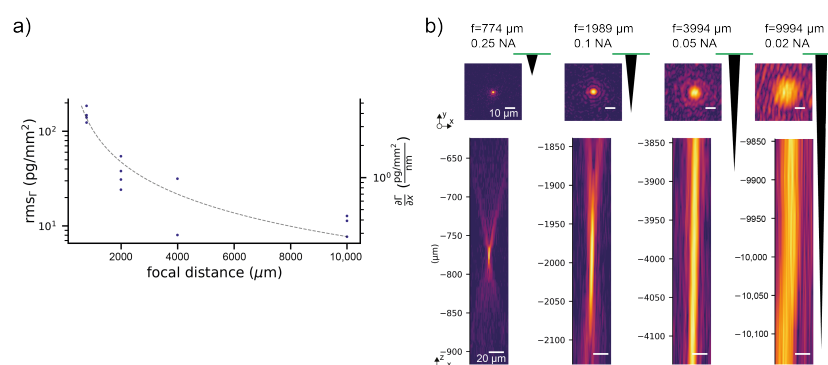 a)
rms_Γ (pg/mm²)
10²
10¹
2000 4000 6000 8000 10,000
focal distance (μm)
10⁰
∂Γ/∂x (pg/mm²/nm)
b)
f=774 μm f=1989 μm f=3994 μm f=9994 μm
0.25 NA 0.1 NA 0.05 NA 0.02 NA
10 μm
y
x
(μm)
−650
−700
−750
−800
−850
−900
20 μm
z
x
−1850
−1900
−1950
−2000
−2050
−2100
−3850
−3900
−3950
−4000
−4050
−4100
−9850
−9900
−9950
−10,000
−10,050
−10,100